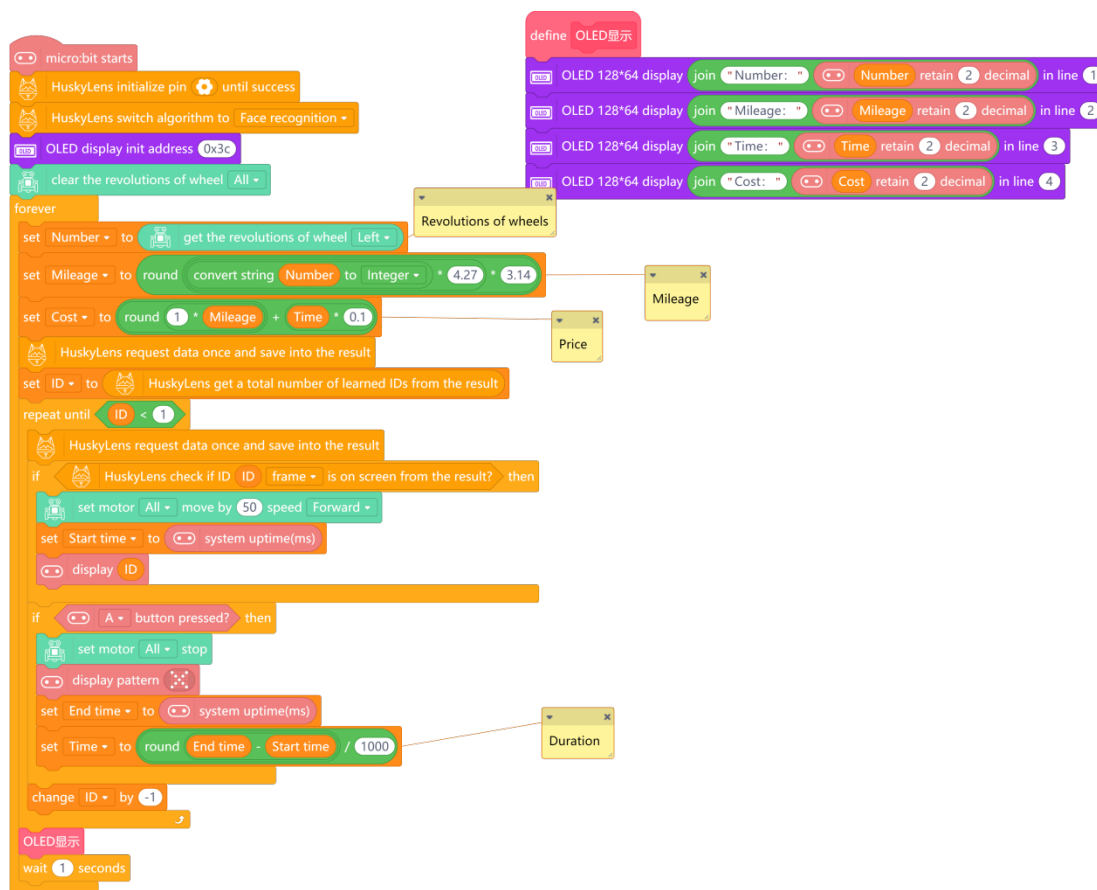 micro:bit starts
HuskyLens initialize pin until success
HuskyLens switch algorithm to Face recognition
OLED OLED display init address 0x3c
clear the revolutions of wheel All
forever
set Number to get the revolutions of wheel Left
Revolutions of wheels
set Mileage to round convert string Number to Integer * 4.27 * 3.14
Mileage
set Cost to round 1 * Mileage + Time * 0.1
Price
HuskyLens request data once and save into the result
set ID to HuskyLens get a total number of learned IDs from the result
repeat until ID < 1
HuskyLens request data once and save into the result
if HuskyLens check if ID ID frame is on screen from the result? then
set motor All move by 50 speed Forward
set Start time to system uptime(ms)
display ID
if A button pressed? then
set motor All stop
display pattern
set End time to system uptime(ms)
set Time to round End time - Start time / 1000
Duration
change ID by -1
OLED显示
wait 1 seconds
define OLED显示
OLED OLED 128*64 display join "Number: " Number retain 2 decimal in line 1
OLED OLED 128*64 display join "Mileage: " Mileage retain 2 decimal in line 2
OLED OLED 128*64 display join "Time: " Time retain 2 decimal in line 3
OLED OLED 128*64 display join "Cost: " Cost retain 2 decimal in line 4